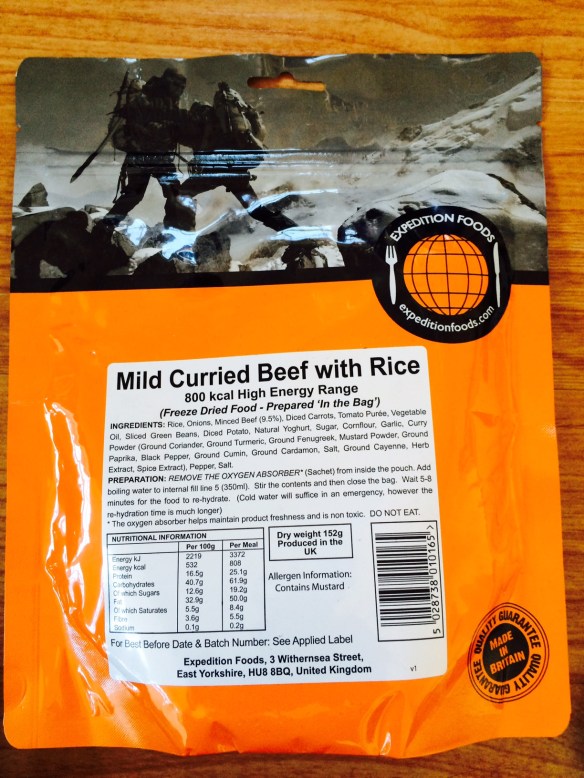 EXPEDITION FOODS
expeditionfoods.com
Mild Curried Beef with Rice
800 kcal High Energy Range
(Freeze Dried Food - Prepared 'In the Bag')
INGREDIENTS: Rice, Onions, Minced Beef (9.5%), Diced Carrots, Tomato Purée, Vegetable
Oil, Sliced Green Beans, Diced Potato, Natural Yoghurt, Sugar, Cornflour, Garlic, Curry
Powder (Ground Coriander, Ground Turmeric, Ground Fenugreek, Mustard Powder, Ground
Paprika, Black Pepper, Ground Cumin, Ground Cardamon, Salt, Ground Cayenne, Herb
Extract, Spice Extract), Pepper, Salt.
PREPARATION: REMOVE THE OXYGEN ABSORBER* (Sachet) from inside the pouch. Add
boiling water to internal fill line 5 (350ml). Stir the contents and then close the bag. Wait 5-8
minutes for the food to re-hydrate. (Cold water will suffice in an emergency, however the
re-hydration time is much longer)
* The oxygen absorber helps maintain product freshness and is non toxic. DO NOT EAT.
NUTRITIONAL INFORMATION
Per 100g Per Meal
Energy kJ 2219 3372
Energy kcal 532 808
Protein 16.5g 25.1g
Carbohydrates 40.7g 61.9g
Of which Sugars 12.6g 19.2g
Fat 32.9g 50.0g
Of which Saturates 5.5g 8.4g
Fibre 3.6g 5.5g
Sodium 0.1g 0.2g
Dry weight 152g
Produced in the
UK
Allergen Information:
Contains Mustard
5 028738 010165 >
For Best Before Date & Batch Number: See Applied Label
Expedition Foods, 3 Withernsea Street,
East Yorkshire, HU8 8BQ, United Kingdom
v1
QUALITY GUARANTEE
QUALITY GUARANTEE
MADE
IN
BRITAIN